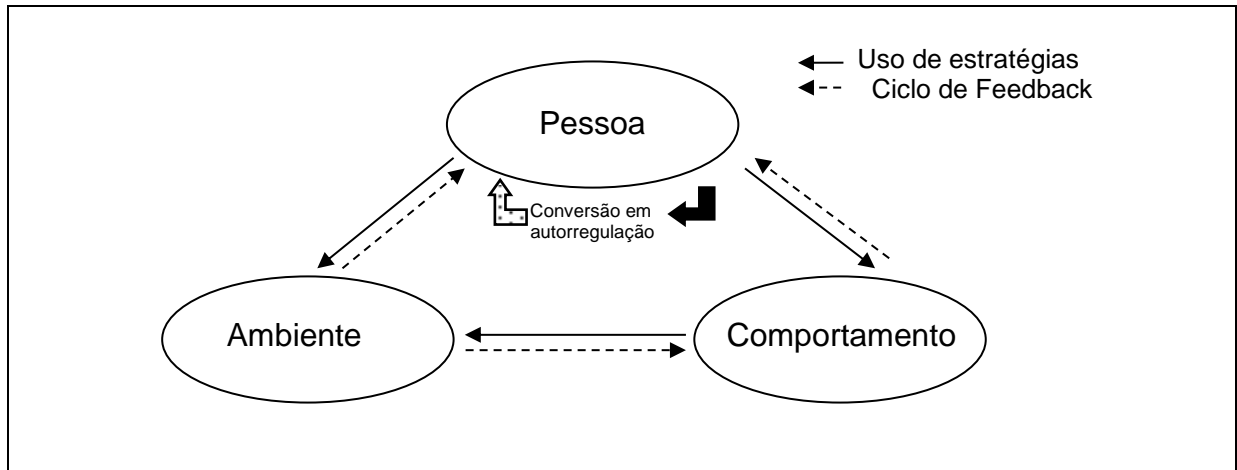 Uso de estratégias
Ciclo de Feedback
Pessoa
Conversão em
autorregulação
Ambiente
Comportamento